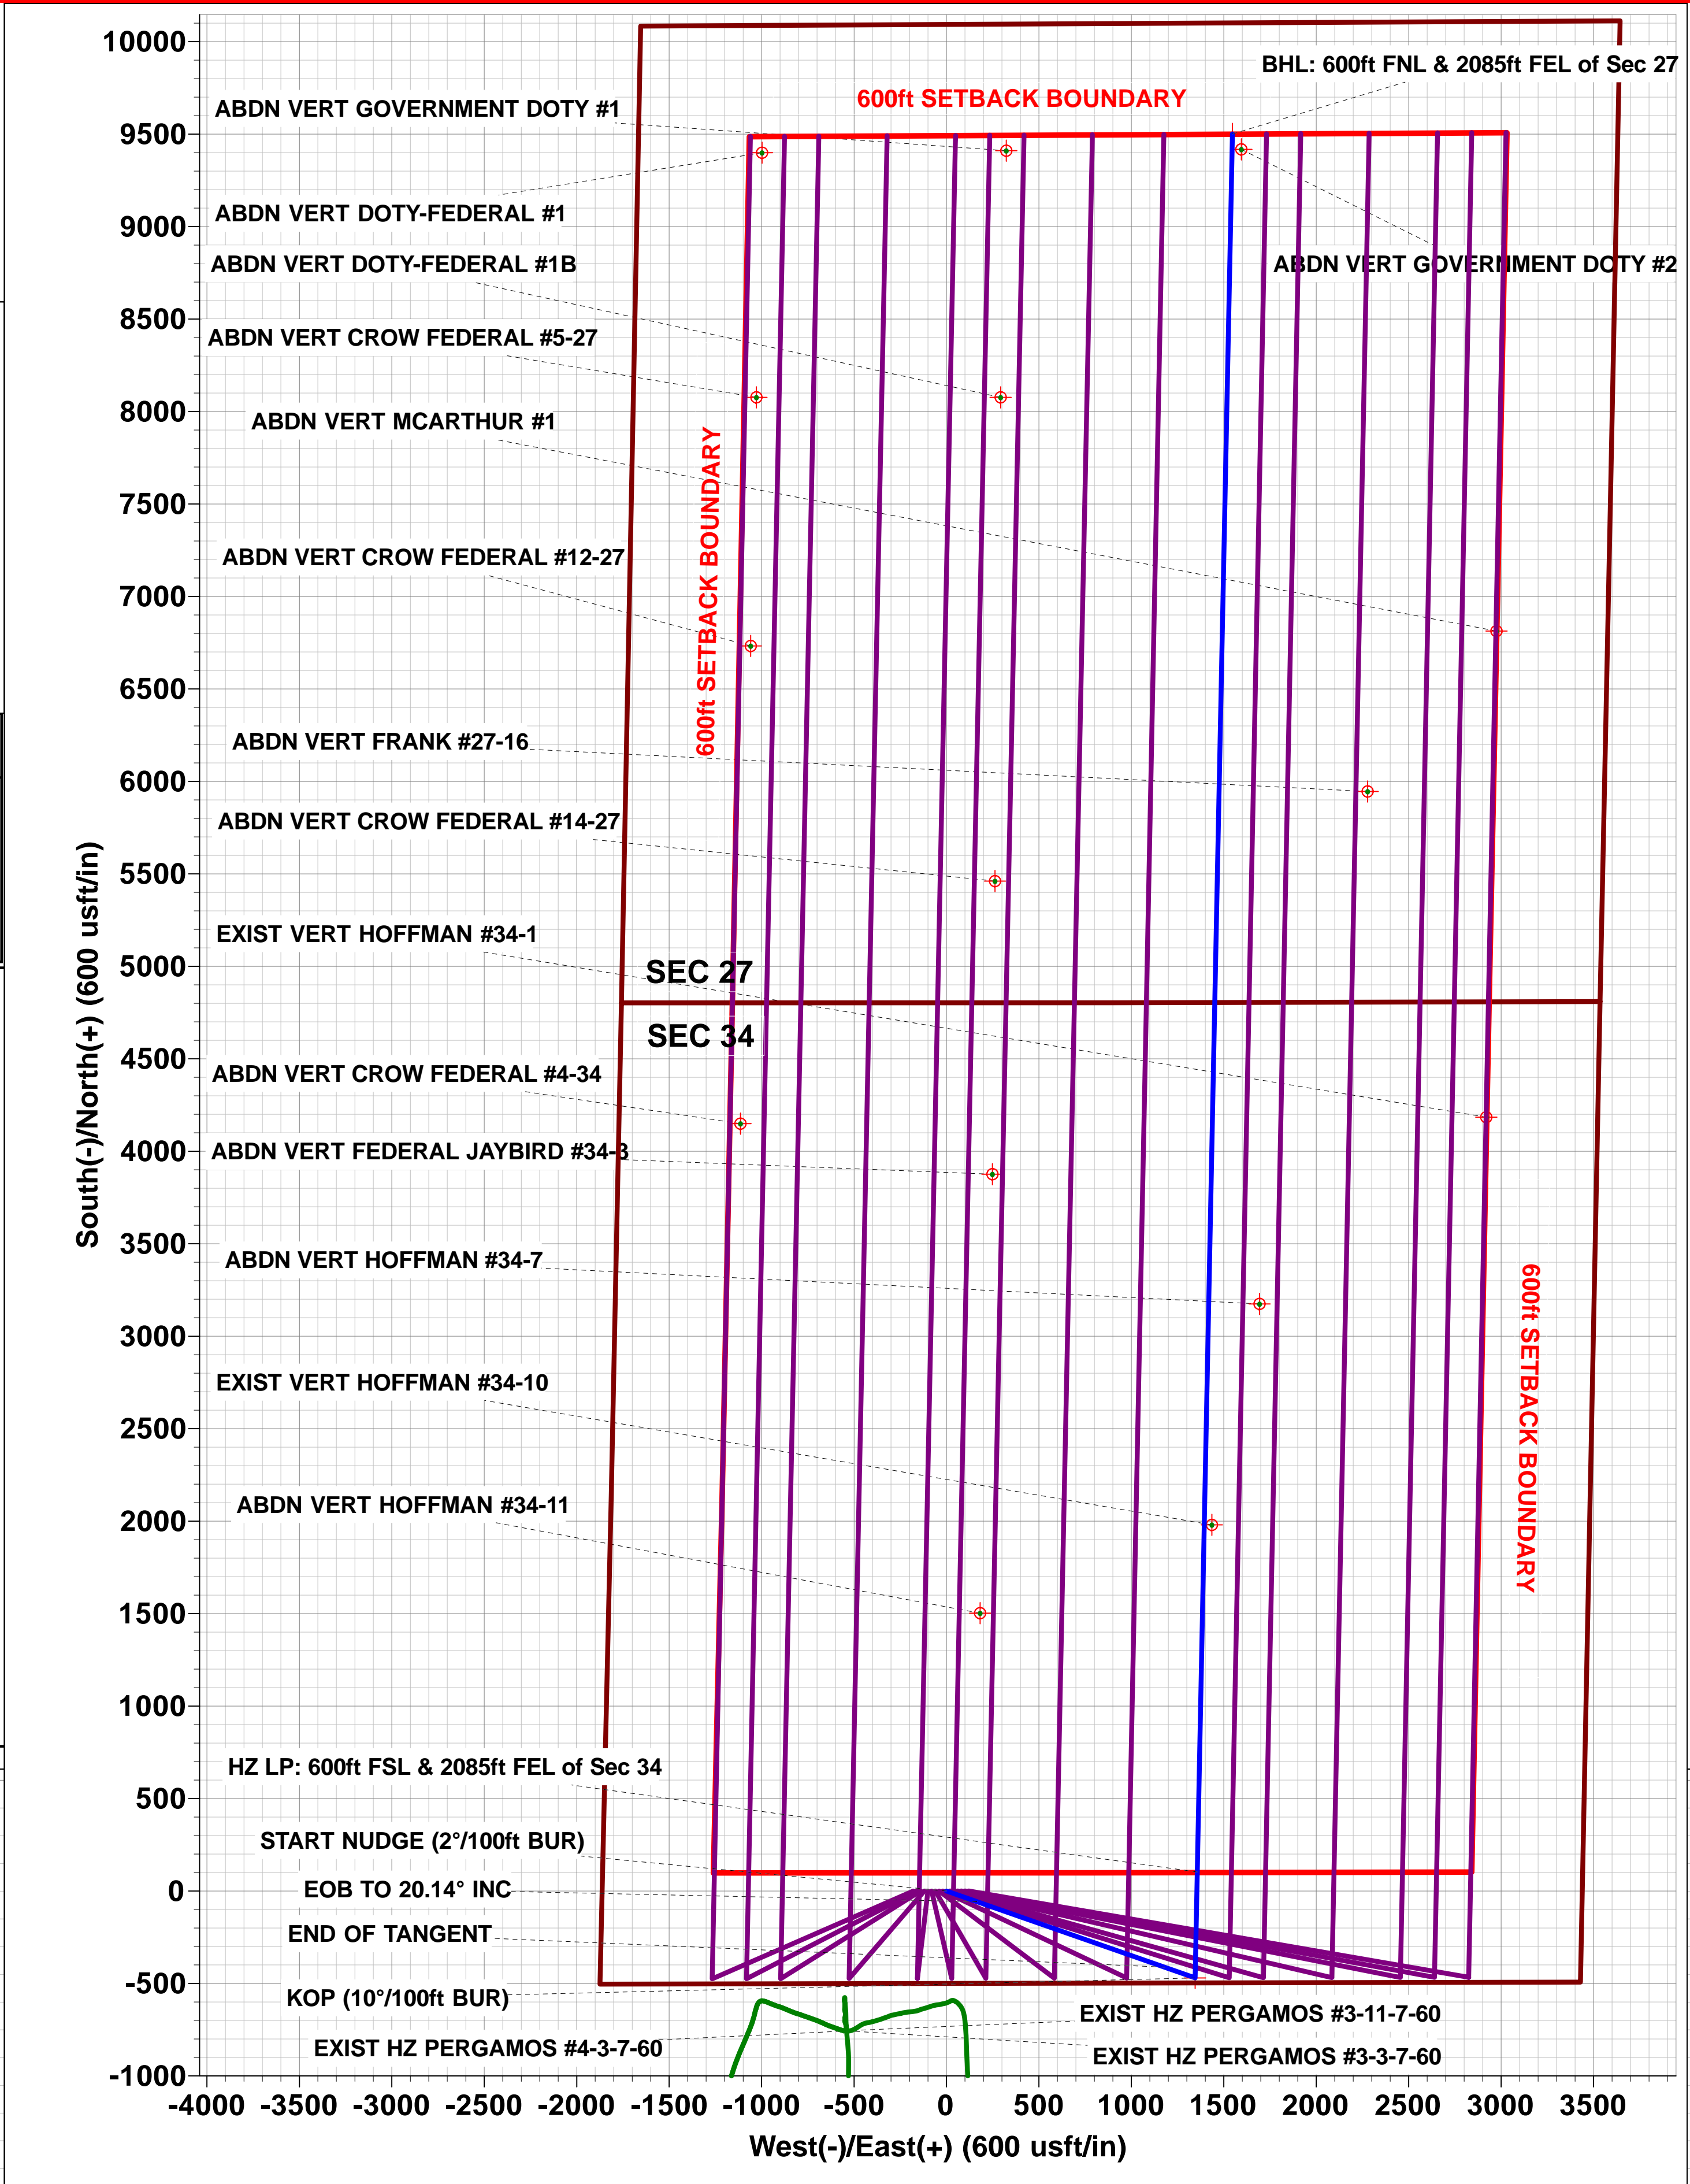 10000
9500
9000
8500
8000
7500
7000
6500
6000
5500
5000
4500
4000
3500
3000
2500
2000
1500
1000
500
0
-500
-1000
South(-)/North(+) (600 usft/in)
BHL: 600ft FNL & 2085ft FEL of Sec 27
600ft SETBACK BOUNDARY
ABDN VERT GOVERNMENT DOTY #1
ABDN VERT DOTY-FEDERAL #1
ABDN VERT DOTY-FEDERAL #1B
ABDN VERT GOVERNMENT DOTY #2
ABDN VERT CROW FEDERAL #5-27
ABDN VERT MCARTHUR #1
600ft SETBACK BOUNDARY
ABDN VERT CROW FEDERAL #12-27
ABDN VERT FRANK #27-16
ABDN VERT CROW FEDERAL #14-27
EXIST VERT HOFFMAN #34-1
SEC 27
SEC 34
ABDN VERT CROW FEDERAL #4-34
ABDN VERT FEDERAL JAYBIRD #34-3
ABDN VERT HOFFMAN #34-7
600ft SETBACK BOUNDARY
EXIST VERT HOFFMAN #34-10
ABDN VERT HOFFMAN #34-11
HZ LP: 600ft FSL & 2085ft FEL of Sec 34
START NUDGE (2°/100ft BUR)
EOB TO 20.14° INC
END OF TANGENT
KOP (10°/100ft BUR)
EXIST HZ PERGAMOS #3-11-7-60
EXIST HZ PERGAMOS #4-3-7-60
EXIST HZ PERGAMOS #3-3-7-60
-4000 -3500 -3000 -2500 -2000 -1500 -1000 -500 0 500 1000 1500 2000 2500 3000 3500
West(-)/East(+) (600 usft/in)